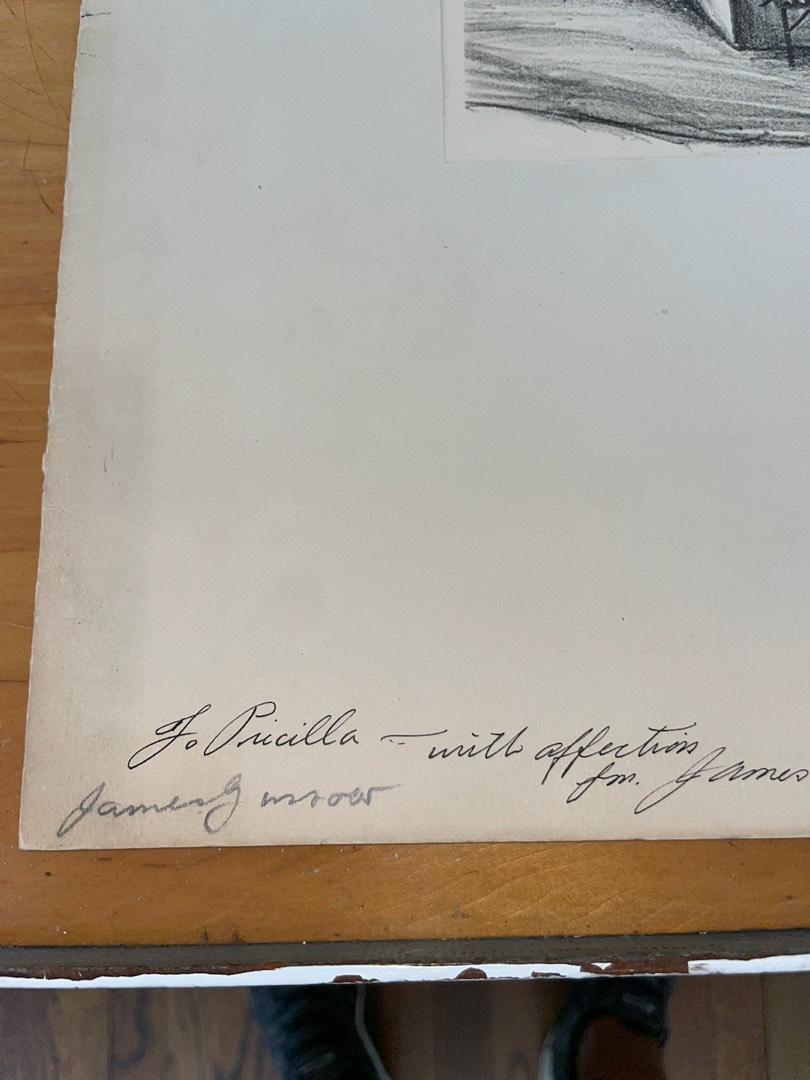 To Pricilla — with affection
fm. James
James